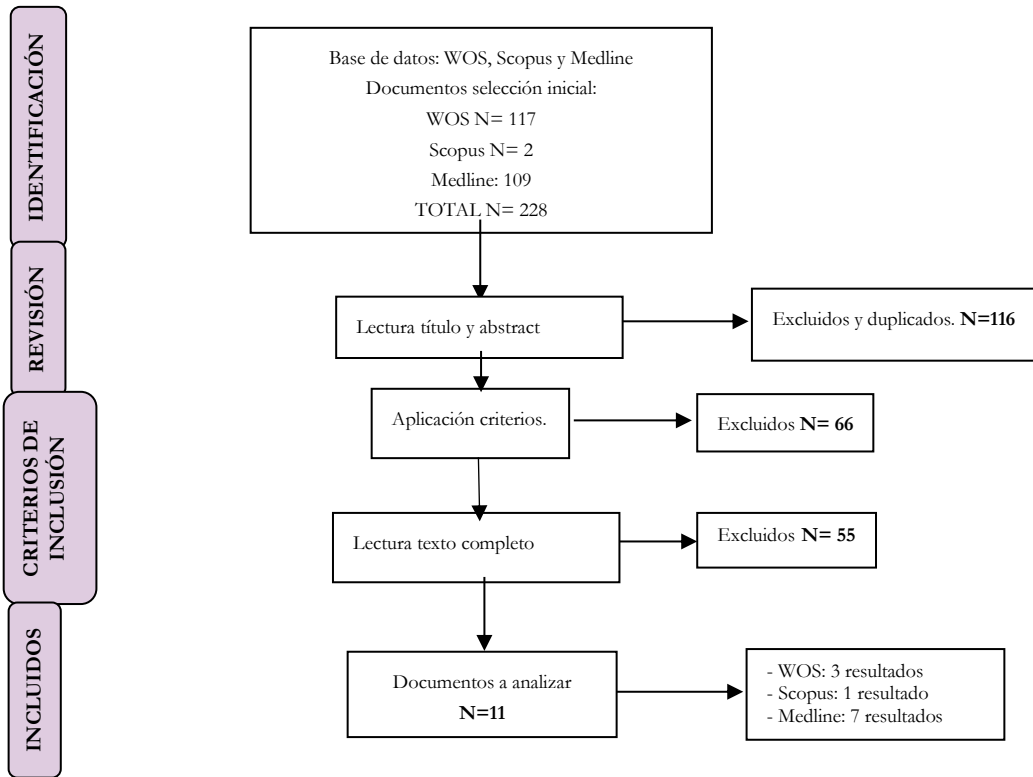 IDENTIFICACIÓN
Base de datos: WOS, Scopus y Medline
Documentos selección inicial:
WOS N= 117
Scopus N= 2
Medline: 109
TOTAL N= 228
REVISIÓN
Lectura título y abstract
Excluidos y duplicados. N=116
CRITERIOS DE
INCLUSIÓN
Aplicación criterios.
Excluidos N= 66
Lectura texto completo
Excluidos N= 55
INCLUIDOS
Documentos a analizar
N=11
- WOS: 3 resultados
- Scopus: 1 resultado
- Medline: 7 resultados